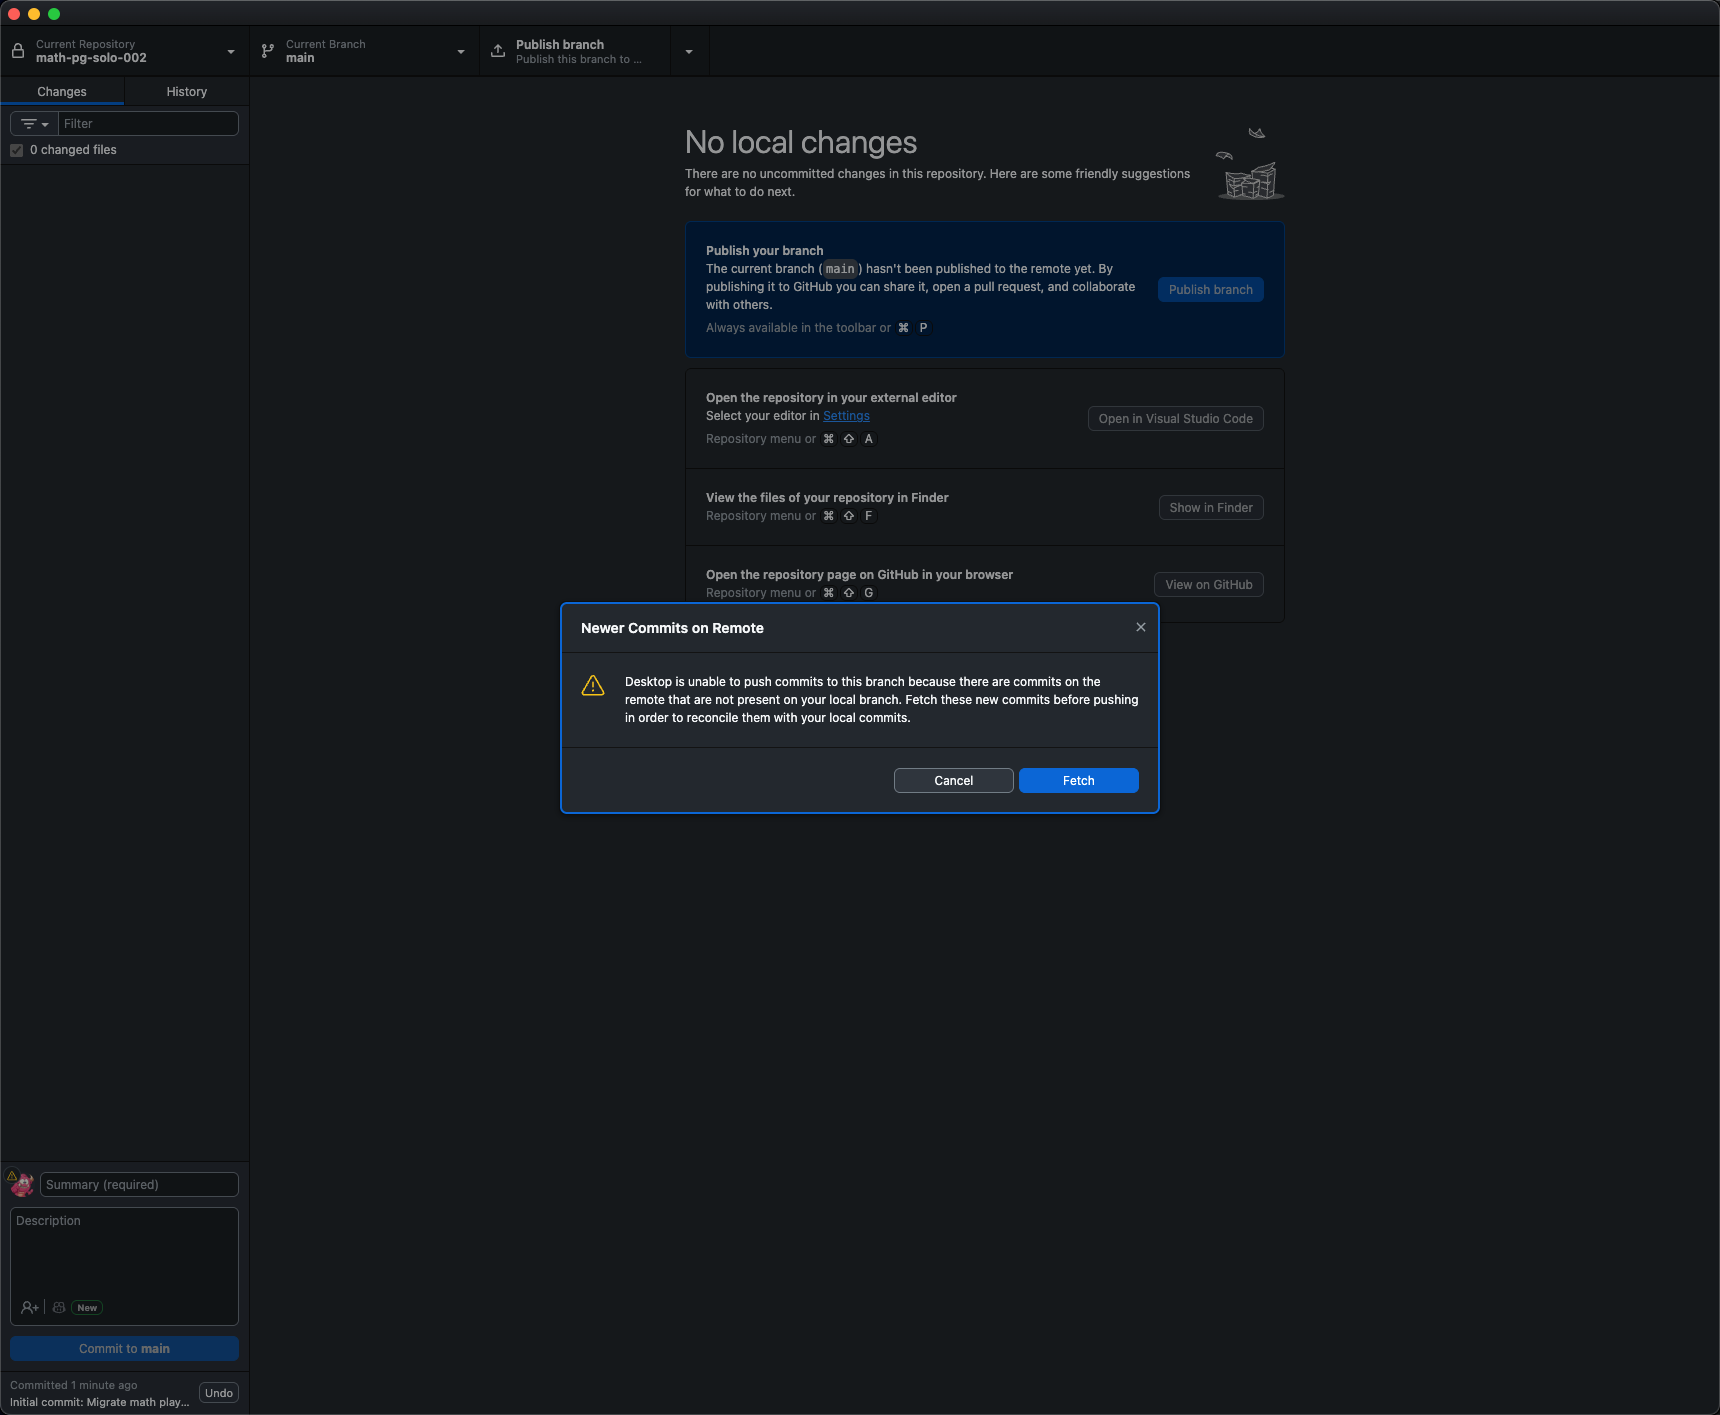 Current Repository
math-pg-solo-002
Current Branch
main
Publish branch
Publish this branch to ...
Changes
History
Filter
0 changed files
No local changes
There are no uncommitted changes in this repository. Here are some friendly suggestions
for what to do next.
Publish your branch
The current branch (main) hasn't been published to the remote yet. By
publishing it to GitHub you can share it, open a pull request, and collaborate
with others.
Always available in the toolbar or ⌘ P
Publish branch
Open the repository in your external editor
Select your editor in Settings
Repository menu or ⌘ ⇧ A
Open in Visual Studio Code
View the files of your repository in Finder
Repository menu or ⌘ ⇧ F
Show in Finder
Open the repository page on GitHub in your browser
Repository menu or ⌘ ⇧ G
View on GitHub
Newer Commits on Remote
Desktop is unable to push commits to this branch because there are commits on the
remote that are not present on your local branch. Fetch these new commits before pushing
in order to reconcile them with your local commits.
Cancel
Fetch
Summary (required)
Description
New
Commit to main
Committed 1 minute ago
Initial commit: Migrate math play...
Undo